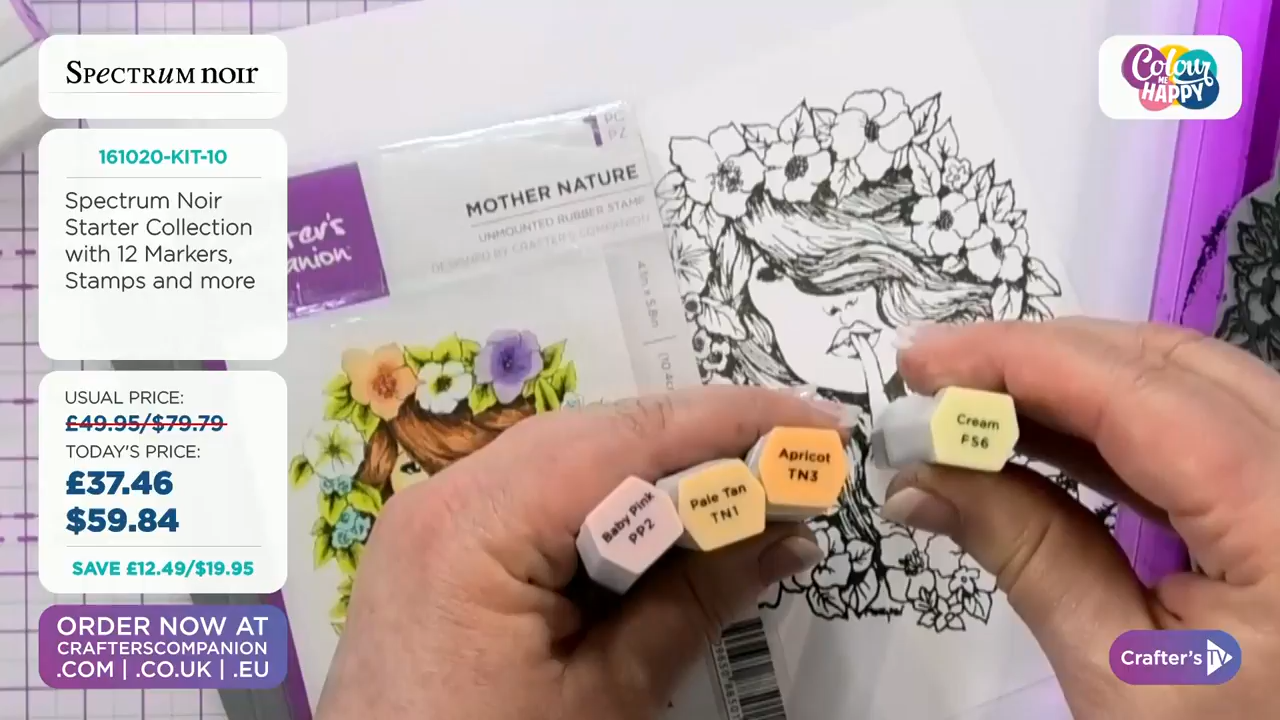 SPECTRUM NOIR
161020-KIT-10
Spectrum Noir
Starter Collection
with 12 Markers,
Stamps and more
USUAL PRICE:
£49.95/$79.79
TODAY'S PRICE:
£37.46
$59.84
SAVE £12.49/$19.95
ORDER NOW AT
CRAFTERSCOMPANION
.COM | .CO.UK | .EU
Colour
ME
HAPPY
1 PC
PZ
MOTHER NATURE
UNMOUNTED RUBBER STAMP
DESIGNED BY CRAFTER'S COMPANION
Baby Pink
PP2
Pale Tan
TN1
Apricot
TN3
Cream
FS6
Crafter's TV